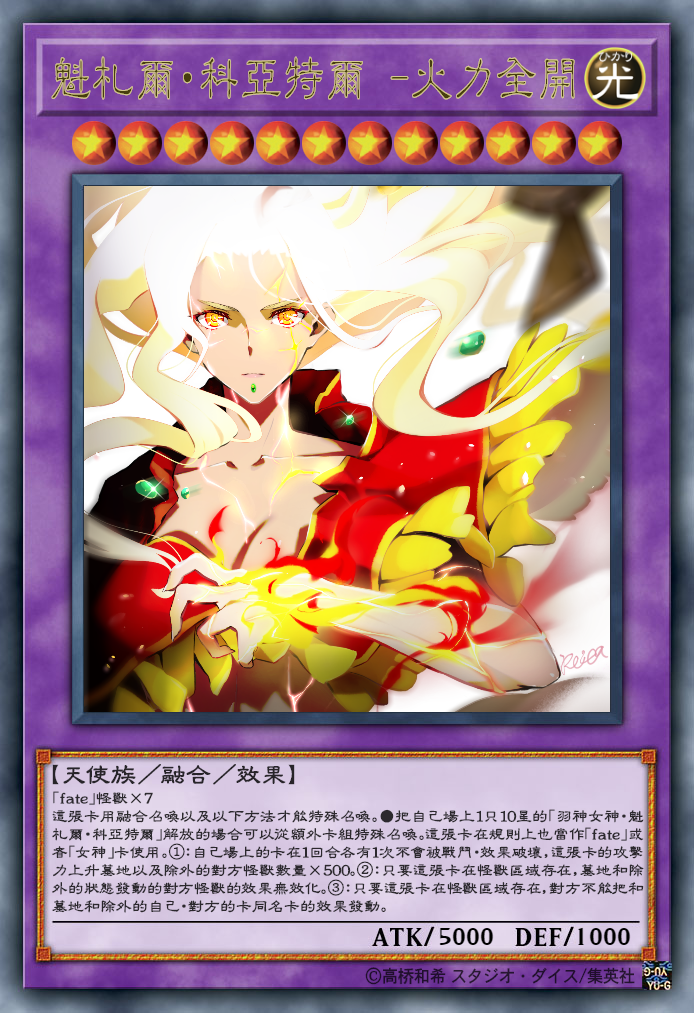 魁札爾・科亞特爾 -火力全開
ひかり
光
Reica
【天使族／融合／效果】
「fate」怪獸×7
這張卡用融合召喚以及以下方法才能特殊召喚。●把自己場上1只10星的「羽神女神・魁
札爾・科亞特爾」解放的場合可以從額外卡組特殊召喚。這張卡在規則上也當作「fate」或
者「女神」卡使用。①：自己場上的卡在1回合各有1次不會被戰鬥・效果破壞，這張卡的攻擊
力上升墓地以及除外的對方怪獸數量×500。②：只要這張卡在怪獸區域存在，墓地和除
外的狀態發動的對方怪獸的效果無效化。③：只要這張卡在怪獸區域存在，對方不能把和
墓地和除外的自己・對方的卡同名卡的效果發動。
ATK/5000 DEF/1000
©高桥和希 スタジオ・ダイス/集英社
YU-G
YU-G